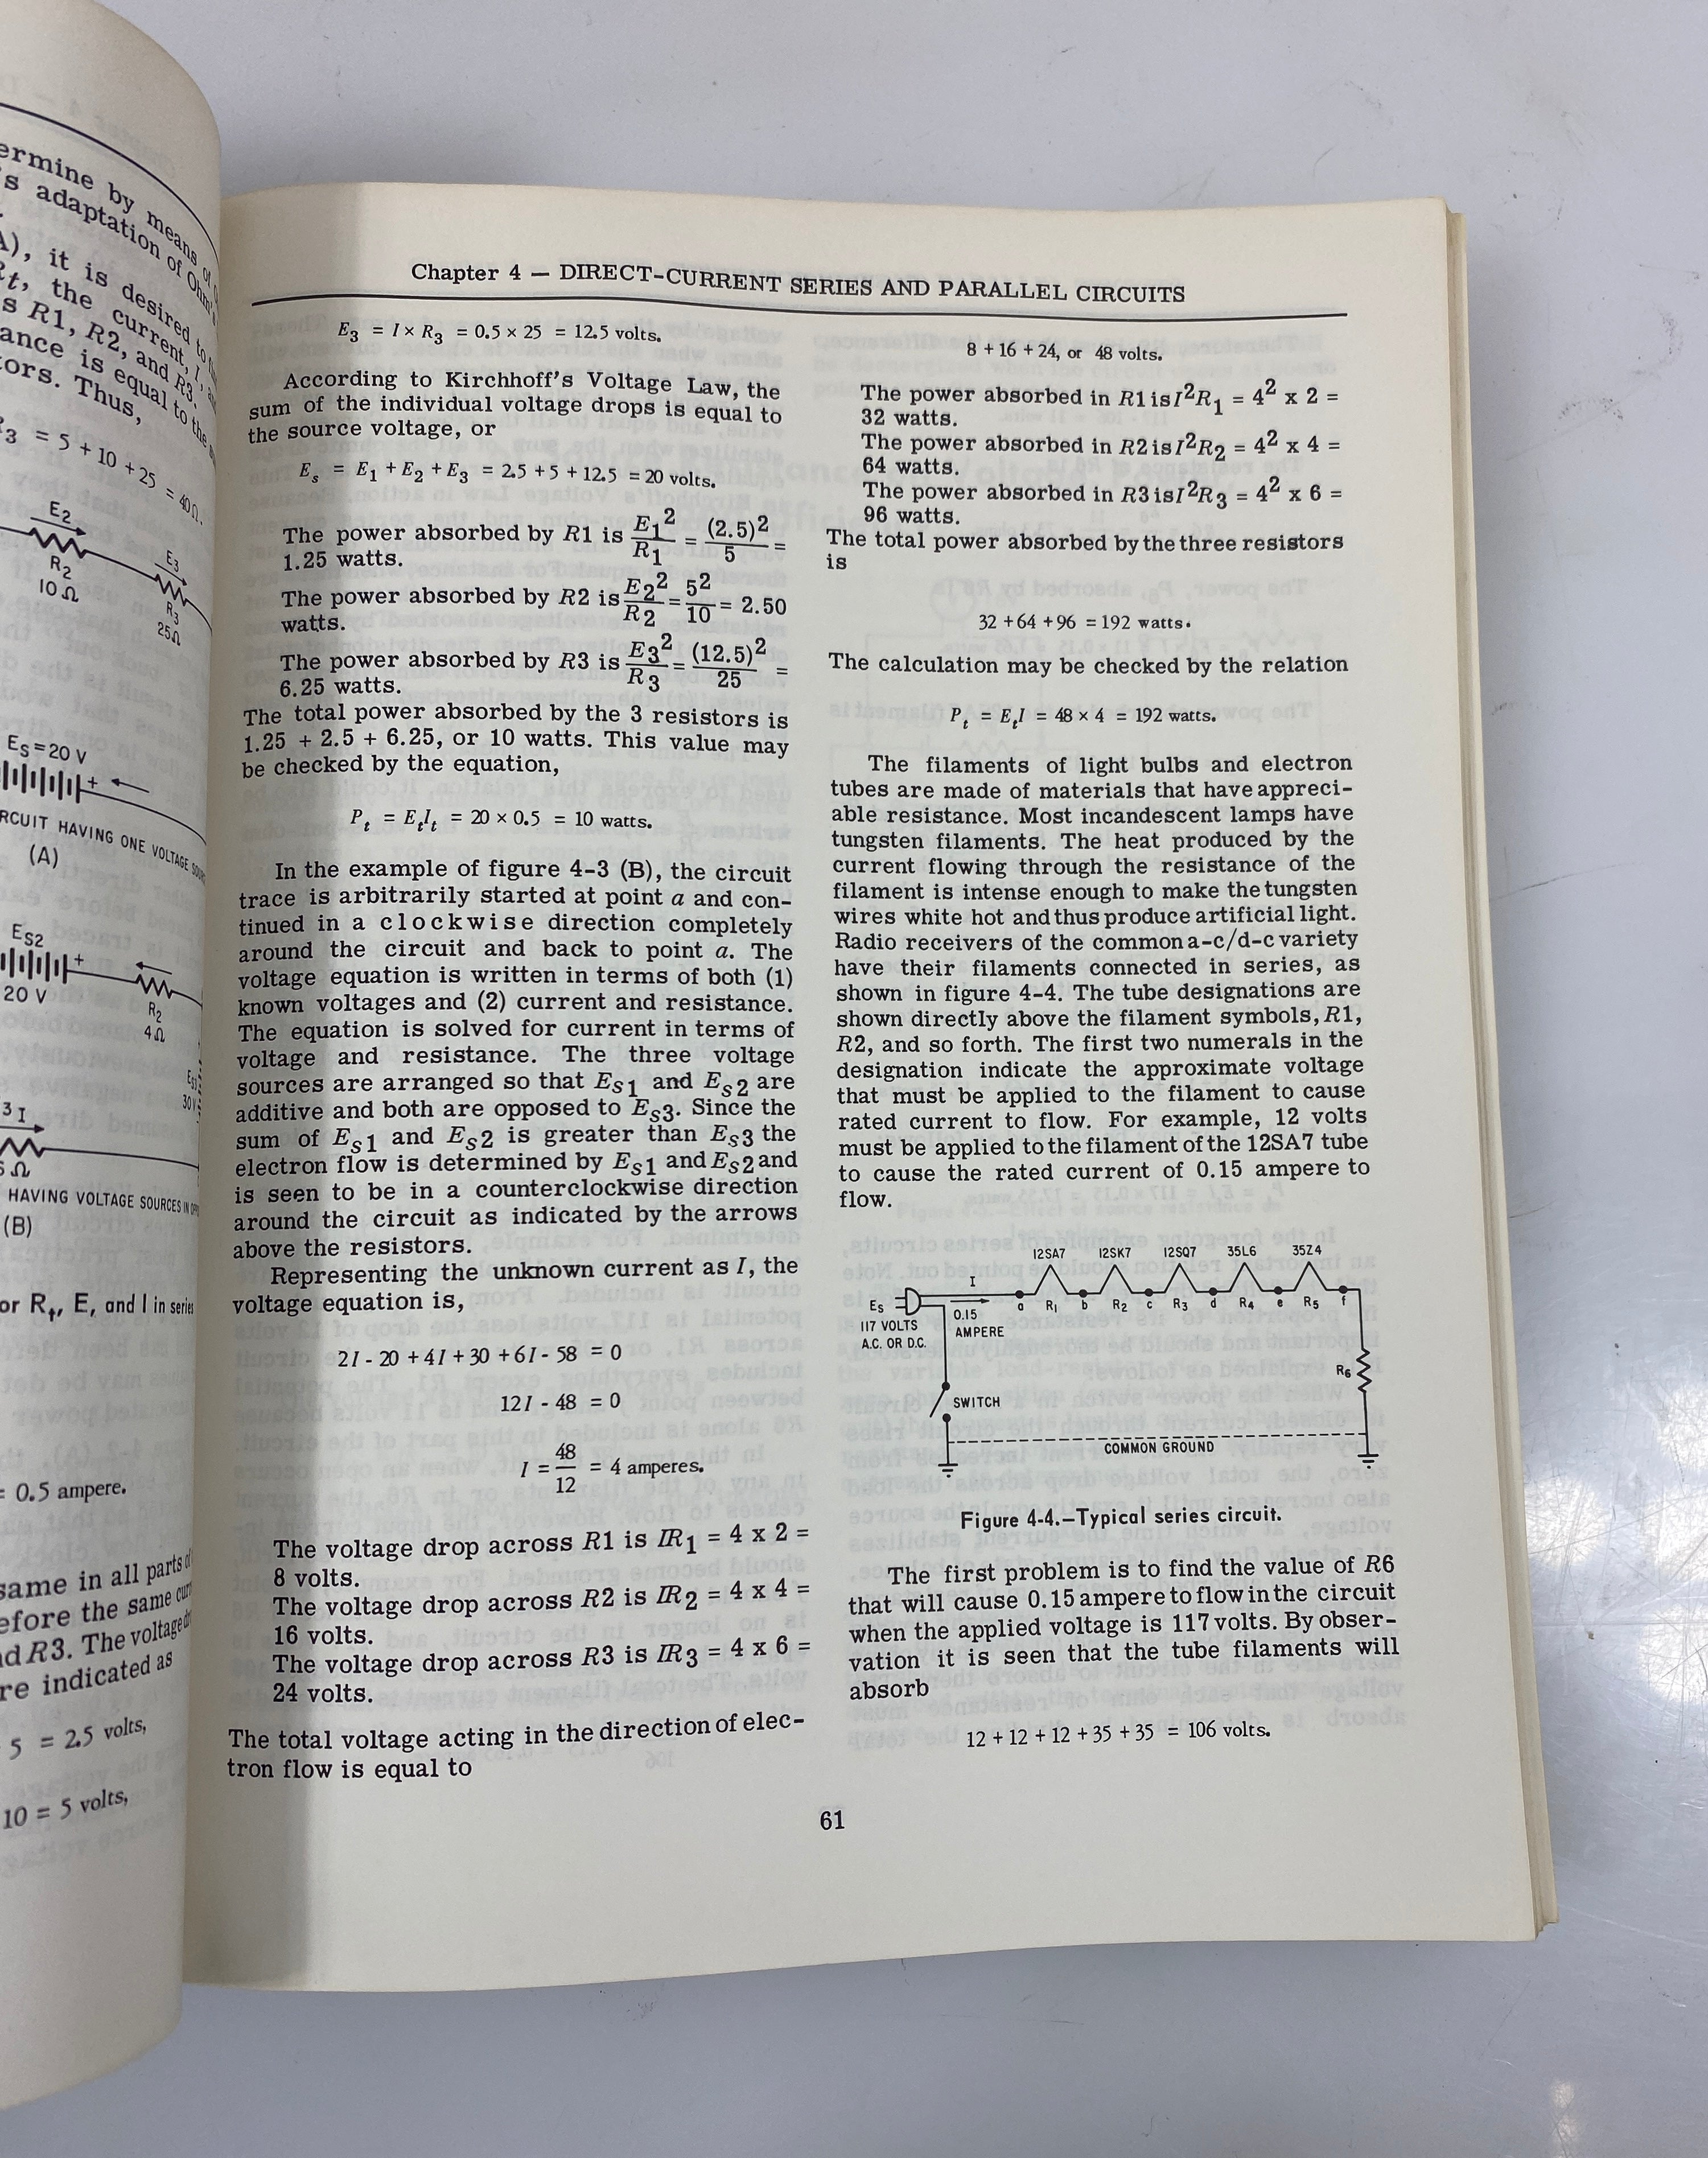 ermine by means of
s adaptation of Ohm's
A), it is desired to
Rt, the current, I,
s R1, R2, and R3.
ance is equal to the
tors. Thus,
R3 = 5 + 10 + 25 = 40Ω.
E2
R2
10Ω
E3
R3
25Ω
ES=20 V
+
RCUIT HAVING ONE VOLTAGE
(A)
ES2
+
20 V
R2
4Ω
30V
3 I
6 Ω
HAVING VOLTAGE SOURCES IN
(B)
or Rt, E, and I in series
= 0.5 ampere.
same in all parts
efore the same
nd R3. The voltage
re indicated as
5 = 2.5 volts,
10 = 5 volts,
Chapter 4 — DIRECT-CURRENT SERIES AND PARALLEL CIRCUITS
E3 = I × R3 = 0.5 × 25 = 12.5 volts.
According to Kirchhoff's Voltage Law, the
sum of the individual voltage drops is equal to
the source voltage, or
Es = E1 + E2 + E3 = 2.5 + 5 + 12.5 = 20 volts.
The power absorbed by R1 is E1²/R1 = (2.5)²/5 =
1.25 watts.
The power absorbed by R2 is E2²/R2 = 5²/10 = 2.50
watts.
The power absorbed by R3 is E3²/R3 = (12.5)²/25 =
6.25 watts.
The total power absorbed by the 3 resistors is
1.25 + 2.5 + 6.25, or 10 watts. This value may
be checked by the equation,
Pt = EtIt = 20 × 0.5 = 10 watts.
In the example of figure 4-3 (B), the circuit
trace is arbitrarily started at point a and con-
tinued in a clockwise direction completely
around the circuit and back to point a. The
voltage equation is written in terms of both (1)
known voltages and (2) current and resistance.
The equation is solved for current in terms of
voltage and resistance. The three voltage
sources are arranged so that Es1 and Es2 are
additive and both are opposed to Es3. Since the
sum of Es1 and Es2 is greater than Es3 the
electron flow is determined by Es1 and Es2 and
is seen to be in a counterclockwise direction
around the circuit as indicated by the arrows
above the resistors.
Representing the unknown current as I, the
voltage equation is,
2I - 20 + 4I + 30 + 6I - 58 = 0
12I - 48 = 0
I = 48/12 = 4 amperes.
The voltage drop across R1 is IR1 = 4 x 2 =
8 volts.
The voltage drop across R2 is IR2 = 4 x 4 =
16 volts.
The voltage drop across R3 is IR3 = 4 x 6 =
24 volts.
The total voltage acting in the direction of elec-
tron flow is equal to
8 + 16 + 24, or 48 volts.
The power absorbed in R1 is I²R1 = 4² x 2 =
32 watts.
The power absorbed in R2 is I²R2 = 4² x 4 =
64 watts.
The power absorbed in R3 is I²R3 = 4² x 6 =
96 watts.
The total power absorbed by the three resistors
is
32 + 64 + 96 = 192 watts.
The calculation may be checked by the relation
Pt = EtI = 48 × 4 = 192 watts.
The filaments of light bulbs and electron
tubes are made of materials that have appreci-
able resistance. Most incandescent lamps have
tungsten filaments. The heat produced by the
current flowing through the resistance of the
filament is intense enough to make the tungsten
wires white hot and thus produce artificial light.
Radio receivers of the common a-c/d-c variety
have their filaments connected in series, as
shown in figure 4-4. The tube designations are
shown directly above the filament symbols, R1,
R2, and so forth. The first two numerals in the
designation indicate the approximate voltage
that must be applied to the filament to cause
rated current to flow. For example, 12 volts
must be applied to the filament of the 12SA7 tube
to cause the rated current of 0.15 ampere to
flow.
12SA7 12SK7 12SQ7 35L6 35Z4
I
ES
a R1 b R2 c R3 d R4 e R5 f
0.15
AMPERE
117 VOLTS
A.C. OR D.C.
R6
SWITCH
COMMON GROUND
Figure 4-4.—Typical series circuit.
The first problem is to find the value of R6
that will cause 0.15 ampere to flow in the circuit
when the applied voltage is 117 volts. By obser-
vation it is seen that the tube filaments will
absorb
12 + 12 + 12 + 35 + 35 = 106 volts.
61